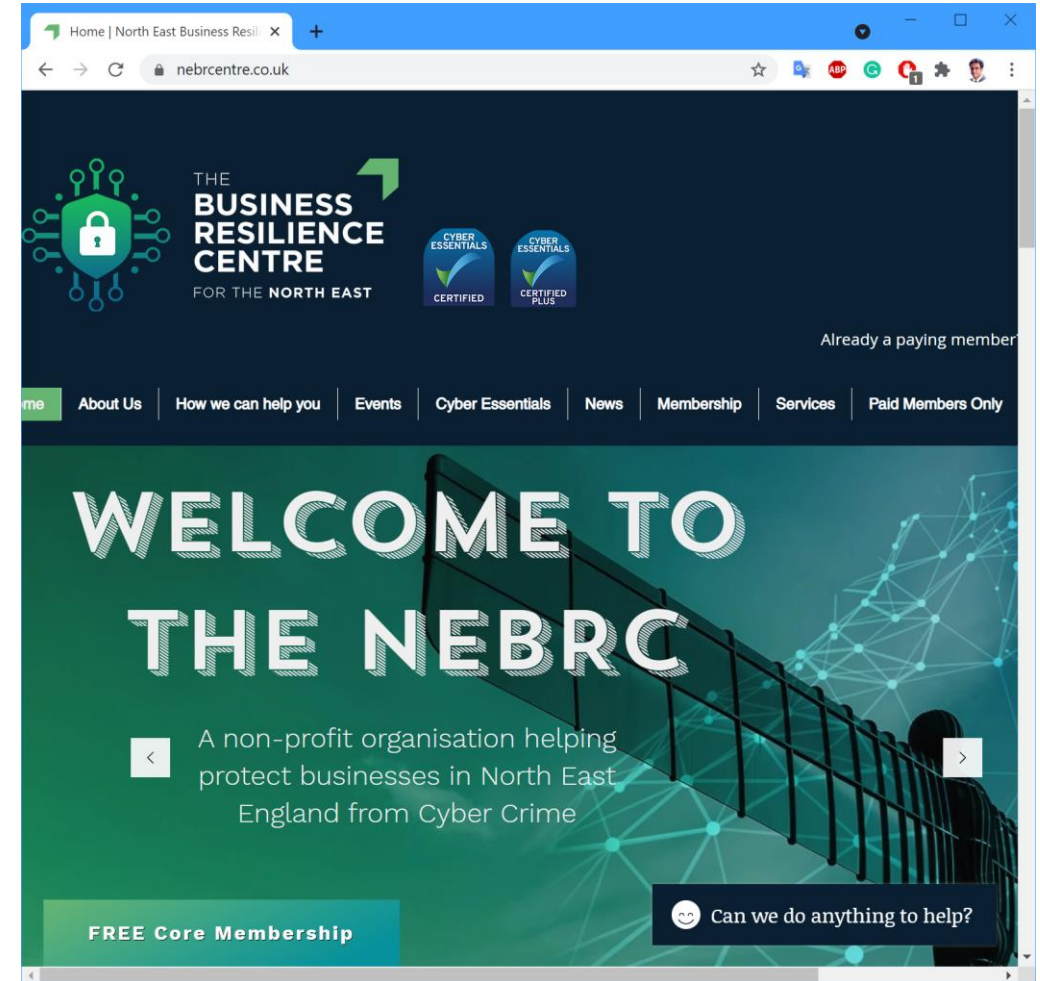 Home | North East Business Resil
nebrcentre.co.uk
ABP
G
1
THE
BUSINESS
RESILIENCE
CENTRE
FOR THE NORTH EAST
CYBER
ESSENTIALS
CERTIFIED
CYBER
ESSENTIALS
CERTIFIED
PLUS
Already a paying member?
ome
About Us
How we can help you
Events
Cyber Essentials
News
Membership
Services
Paid Members Only
WELCOME TO
THE NEBRC
A non-profit organisation helping
protect businesses in North East
England from Cyber Crime
FREE Core Membership
Can we do anything to help?